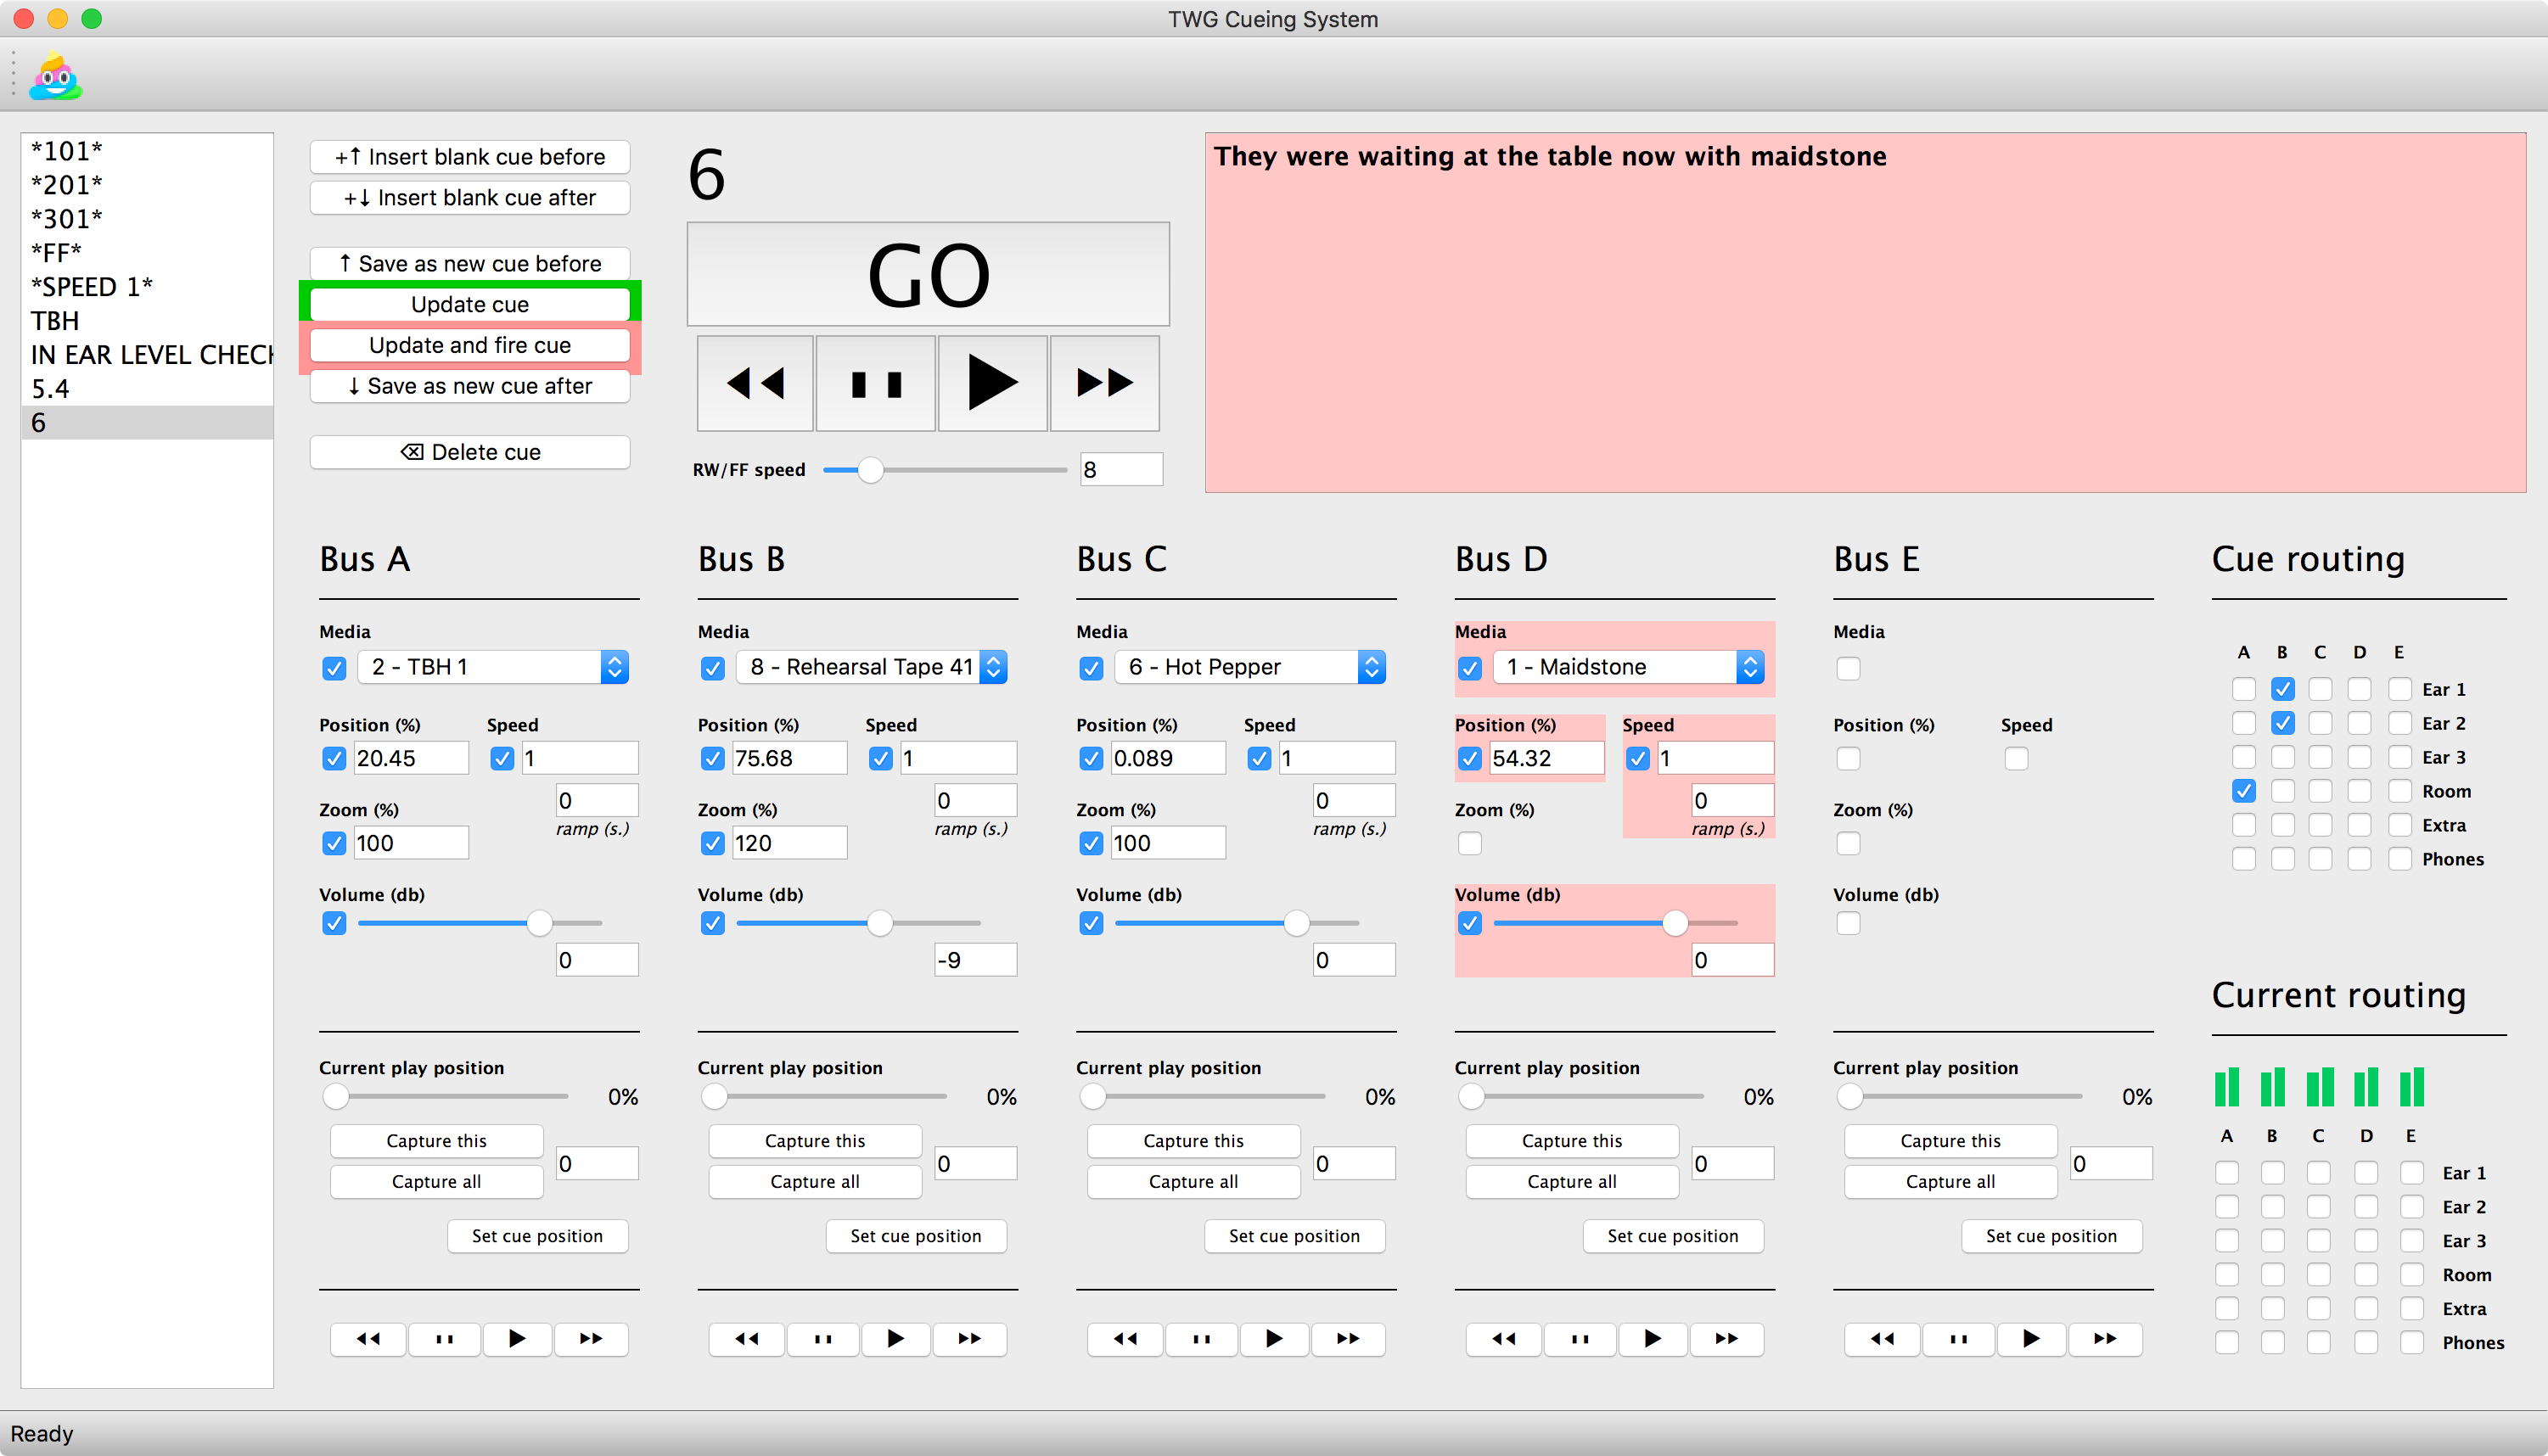 TWG Cueing System
*101*
*201*
*301*
*FF*
*SPEED 1*
TBH
IN EAR LEVEL CHECK
5.4
6
+↑ Insert blank cue before
+↓ Insert blank cue after
↑ Save as new cue before
Update cue
Update and fire cue
↓ Save as new cue after
⌫ Delete cue
6
GO
RW/FF speed 8
They were waiting at the table now with maidstone
Bus A
Media
2 - TBH 1
Position (%) Speed
20.45 1
0
Zoom (%) ramp (s.)
100
Volume (db)
0
Current play position
0%
Capture this
0
Capture all
Set cue position
Bus B
Media
8 - Rehearsal Tape 41
Position (%) Speed
75.68 1
0
Zoom (%) ramp (s.)
120
Volume (db)
-9
Current play position
0%
Capture this
0
Capture all
Set cue position
Bus C
Media
6 - Hot Pepper
Position (%) Speed
0.089 1
0
Zoom (%) ramp (s.)
100
Volume (db)
0
Current play position
0%
Capture this
0
Capture all
Set cue position
Bus D
Media
1 - Maidstone
Position (%) Speed
54.32 1
0
Zoom (%) ramp (s.)
Volume (db)
0
Current play position
0%
Capture this
0
Capture all
Set cue position
Bus E
Media
Position (%) Speed
Zoom (%)
Volume (db)
Current play position
0%
Capture this
0
Capture all
Set cue position
Cue routing
A B C D E
Ear 1
Ear 2
Ear 3
Room
Extra
Phones
Current routing
A B C D E
Ear 1
Ear 2
Ear 3
Room
Extra
Phones
Ready